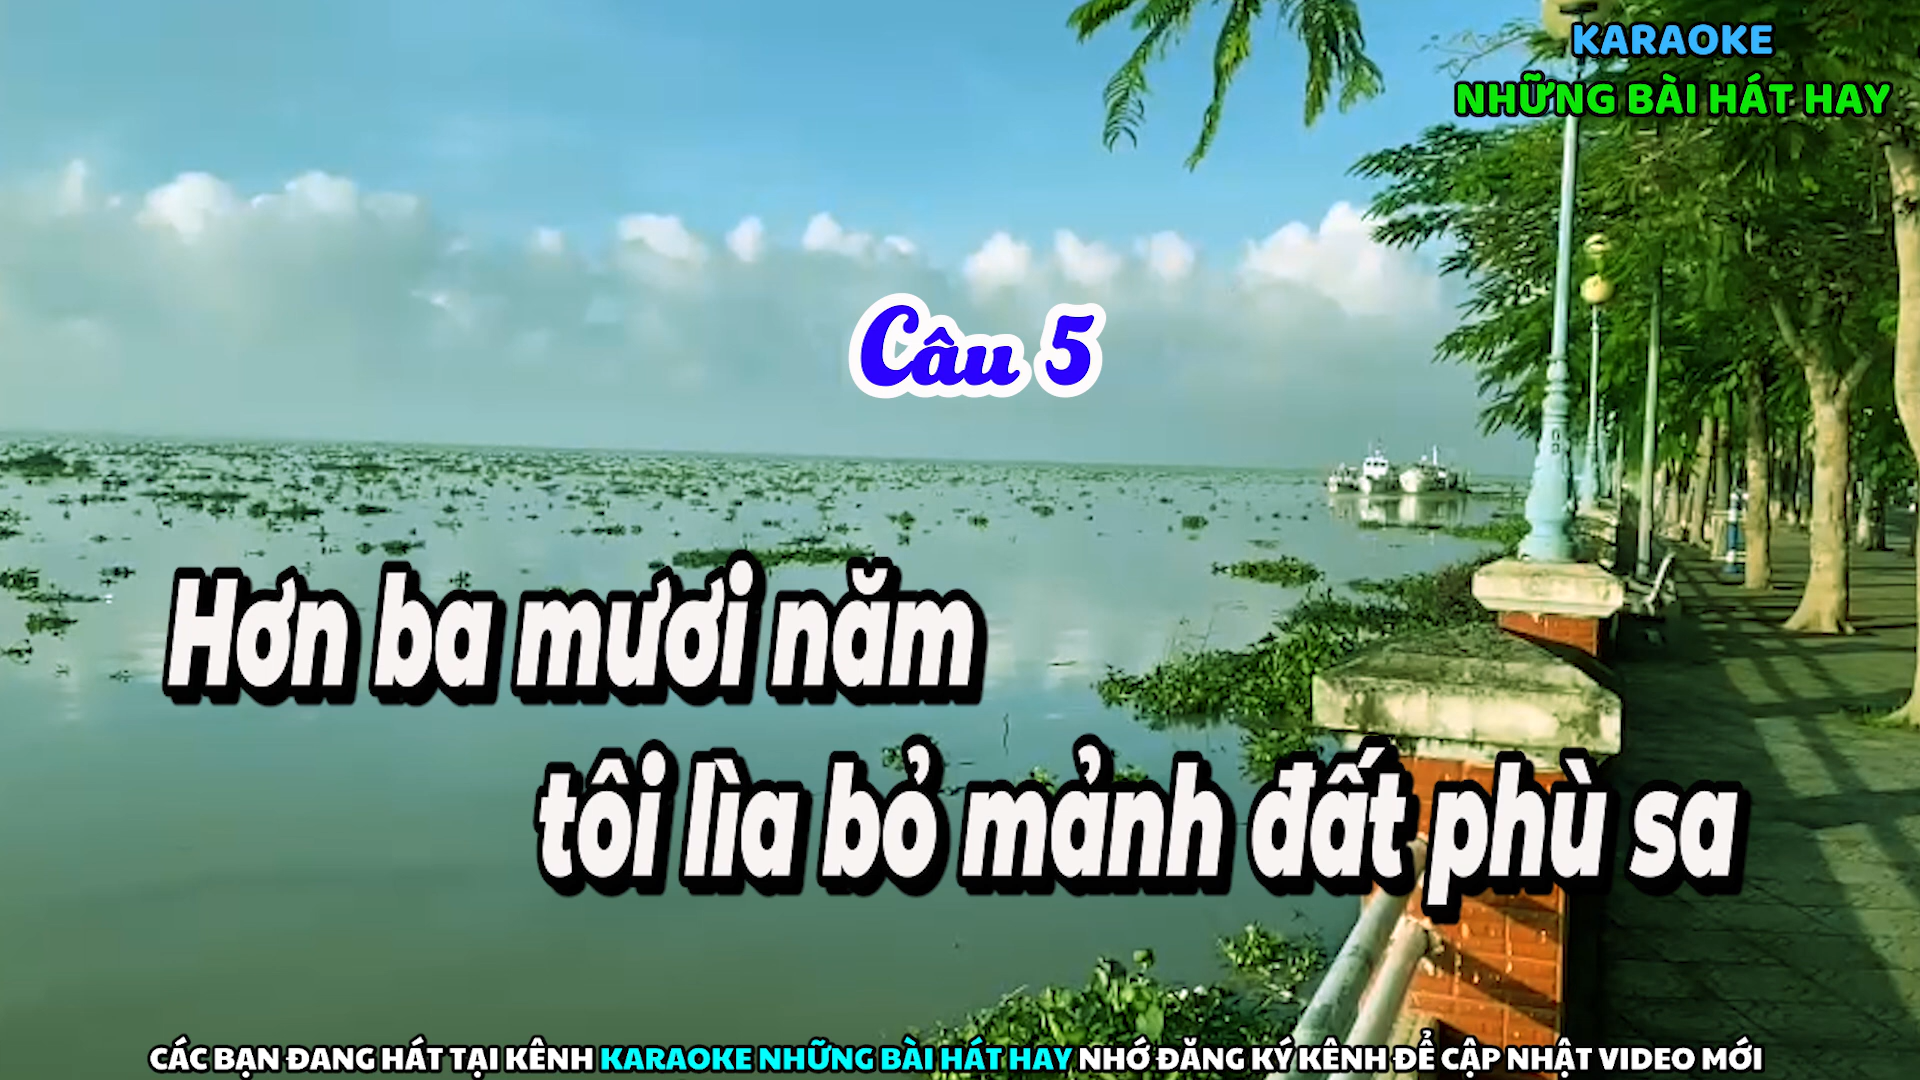 KARAOKE
NHỮNG BÀI HÁT HAY
Câu 5
Hơn ba mươi năm
tôi lìa bỏ mảnh đất phù sa
CÁC BẠN ĐANG HÁT TẠI KÊNH KARAOKE NHỮNG BÀI HÁT HAY NHỚ ĐĂNG KÝ KÊNH ĐỂ CẬP NHẬT VIDEO MỚI